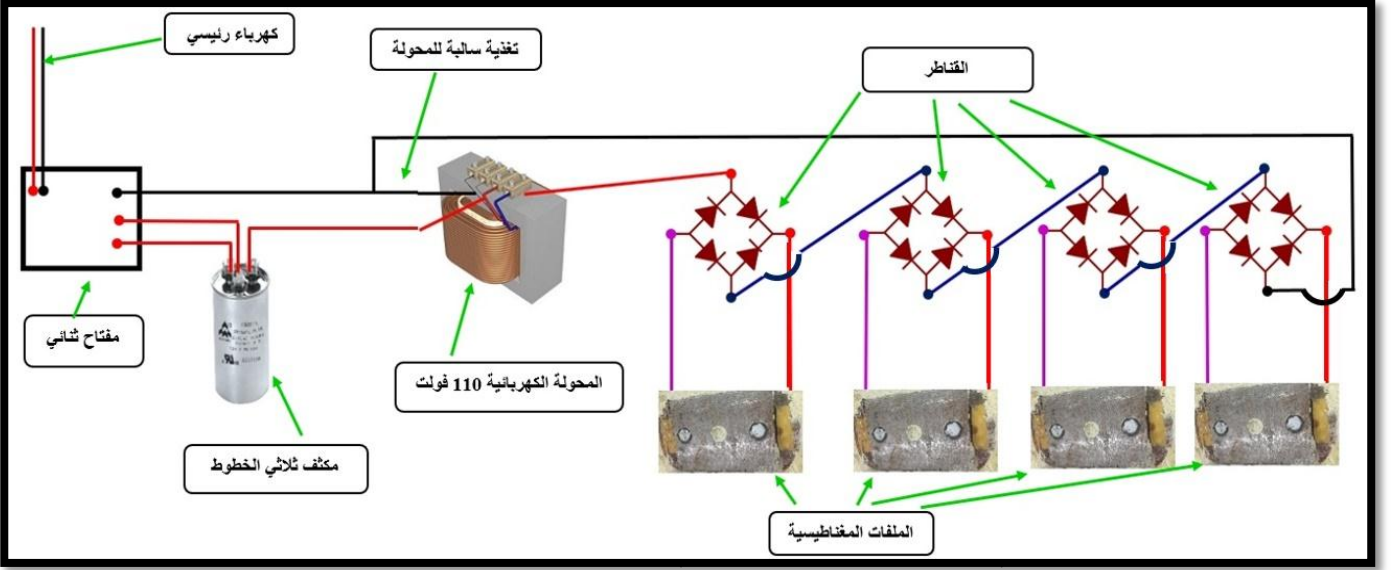 كهرباء رئيسي
تغذية سالبة للمحولة
القناطر
مفتاح ثنائي
المحولة الكهربائية 110 فولت
مكثف ثلاثي الخطوط
الملفات المغناطيسية